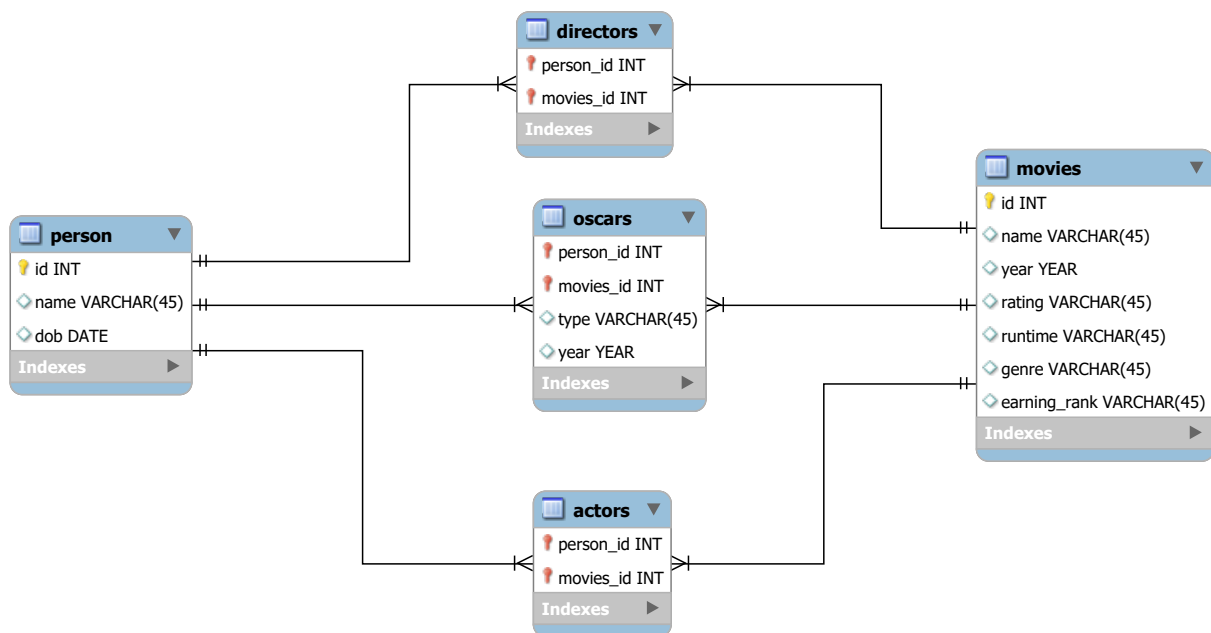 directors
person_id INT
movies_id INT
Indexes
person
id INT
name VARCHAR(45)
dob DATE
Indexes
oscars
person_id INT
movies_id INT
type VARCHAR(45)
year YEAR
Indexes
movies
id INT
name VARCHAR(45)
year YEAR
rating VARCHAR(45)
runtime VARCHAR(45)
genre VARCHAR(45)
earning_rank VARCHAR(45)
Indexes
actors
person_id INT
movies_id INT
Indexes